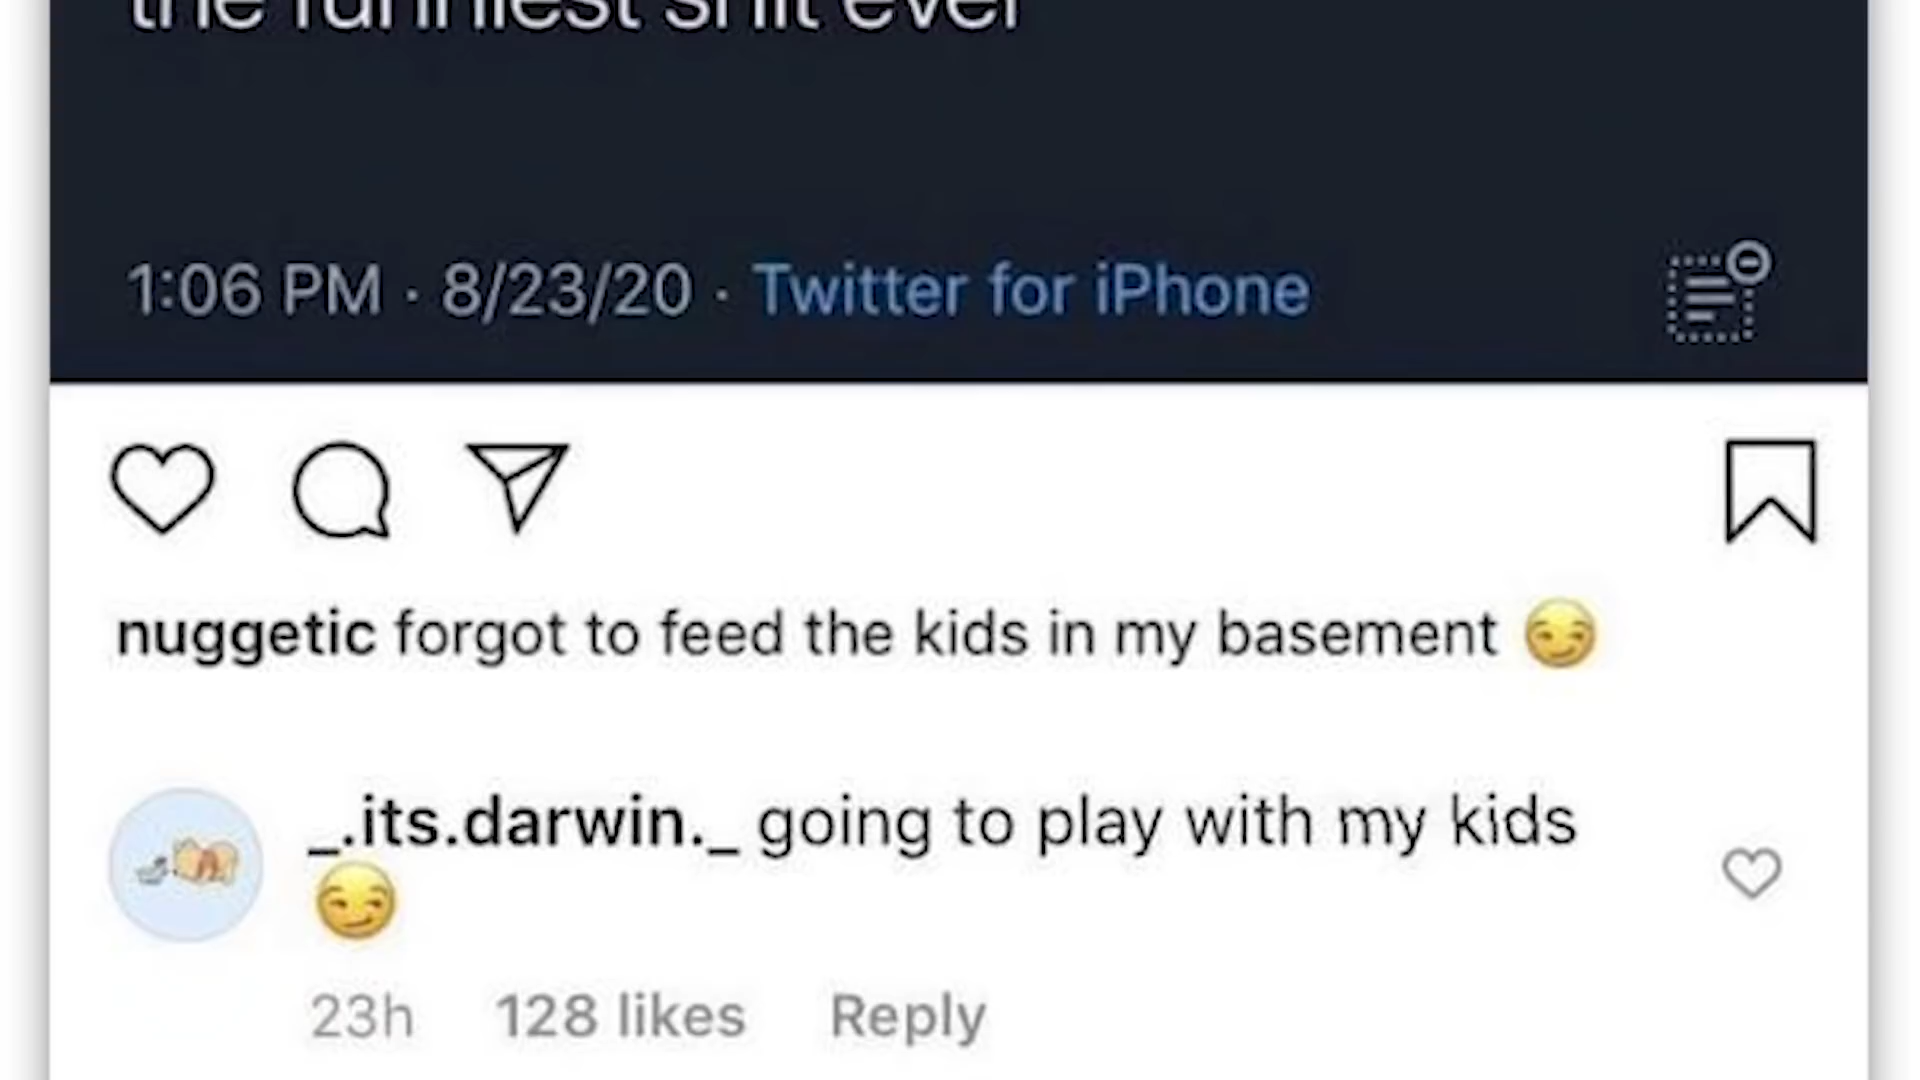 the funniest shit ever
1:06 PM · 8/23/20 · Twitter for iPhone
nuggetic forgot to feed the kids in my basement 😏
_.its.darwin._ going to play with my kids
😏
23h 128 likes Reply